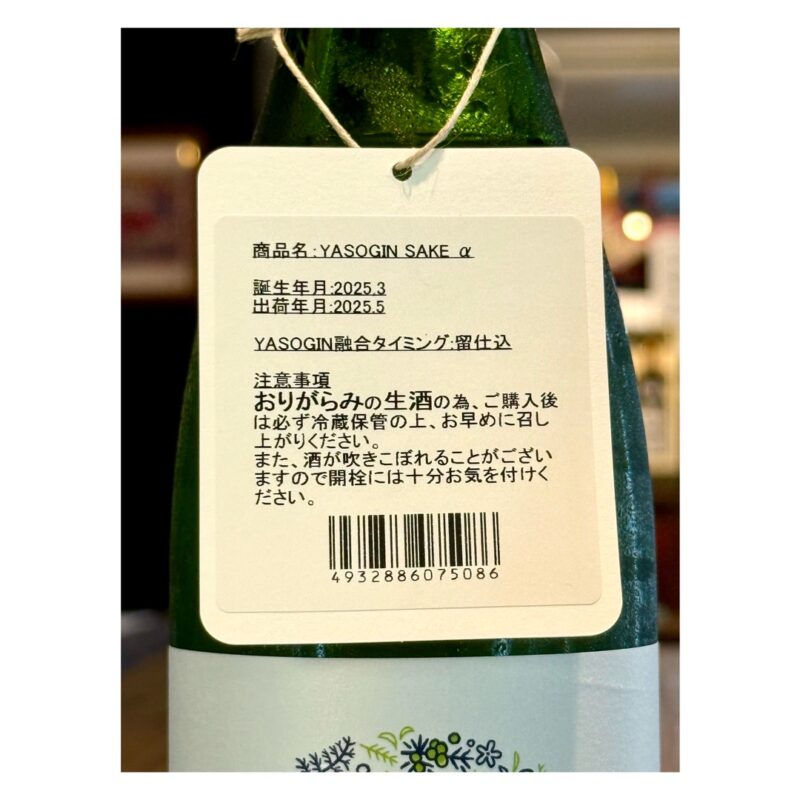 商品名:YASOGIN SAKE α
誕生年月:2025.3
出荷年月:2025.5
YASOGIN融合タイミング:留仕込
注意事項
おりがらみの生酒の為、ご購入後
は必ず冷蔵保管の上、お早めに召し
上がりください。
また、酒が吹きこぼれることがござい
ますので開栓には十分お気を付けく
ださい。
4932886075086